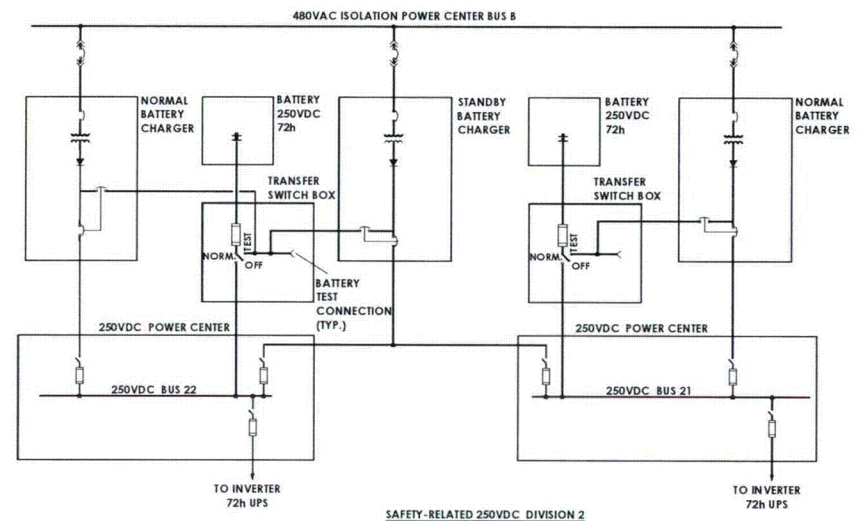 480VAC ISOLATION POWER CENTER BUS B
NORMAL
BATTERY
CHARGER
BATTERY
250VDC
72h
STANDBY
BATTERY
CHARGER
BATTERY
250VDC
72h
NORMAL
BATTERY
CHARGER
TRANSFER
SWITCH BOX
TRANSFER
SWITCH BOX
TEST
NORM.
OFF
TEST
NORM.
OFF
BATTERY
TEST
CONNECTION
(TYP.)
250VDC POWER CENTER
250VDC POWER CENTER
250VDC BUS 22
250VDC BUS 21
TO INVERTER
72h UPS
TO INVERTER
72h UPS
SAFETY-RELATED 250VDC DIVISION 2